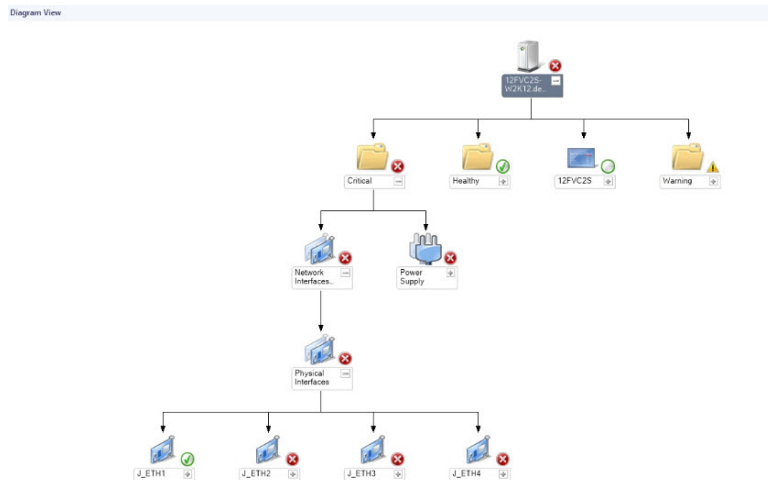 Diagram View
12FVC2S-
W2K12.de..
Critical
Healthy
12FVC2S
Warning
Network
Interfaces..
Power
Supply
Physical
Interfaces
J_ETH1
J_ETH2
J_ETH3
J_ETH4